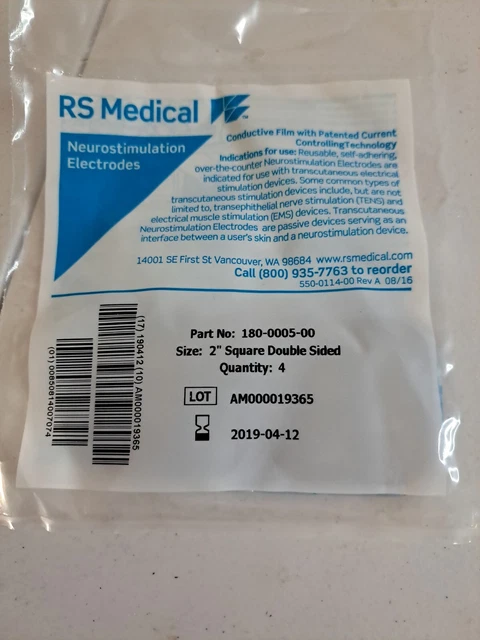 RS Medical
Neurostimulation
Electrodes
Conductive Film with Patented Current
ControllingTechnology
Indications for use: Reusable, self-adhering,
over-the-counter Neurostimulation Electrodes are
indicated for use with transcutaneous electrical
stimulation devices. Some common types of
transcutaneous stimulation devices include, but are not
limited to, transepithelial nerve stimulation (TENS) and
electrical muscle stimulation (EMS) devices. Transcutaneous
Neurostimulation Electrodes are passive devices serving as an
interface between a user's skin and a neurostimulation device.
14001 SE First St Vancouver, WA 98684 www.rsmedical.com
Call (800) 935-7763 to reorder
550-0114-00 Rev A 08/16
Part No: 180-0005-00
Size: 2" Square Double Sided
Quantity: 4
LOT AM000019365
2019-04-12
(01) 00850814007074
(17) 190412 (10) AM000019365